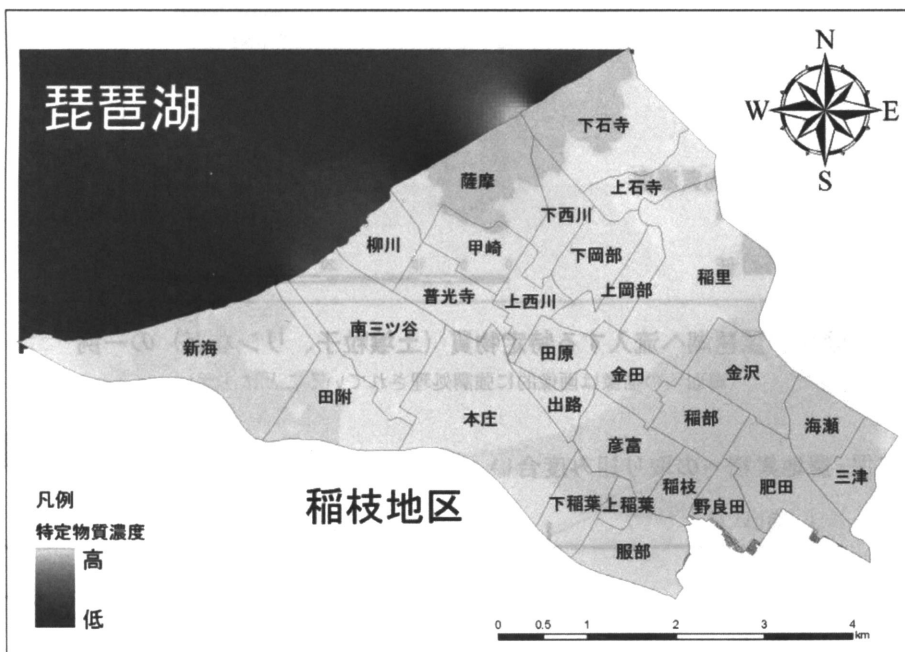 琵琶湖
N
W
E
S
下石寺
薩摩
上石寺
下西川
柳川
甲崎
下岡部
稲里
普光寺
上西川
上岡部
新海
南三ツ谷
田原
金田
金沢
田附
本庄
出路
稲部
海瀬
彦富
三津
稲枝
肥田
下稲葉
上稲葉
野良田
服部
稲枝地区
凡例
特定物質濃度
高
低
0 0.5 1 2 3 4
km